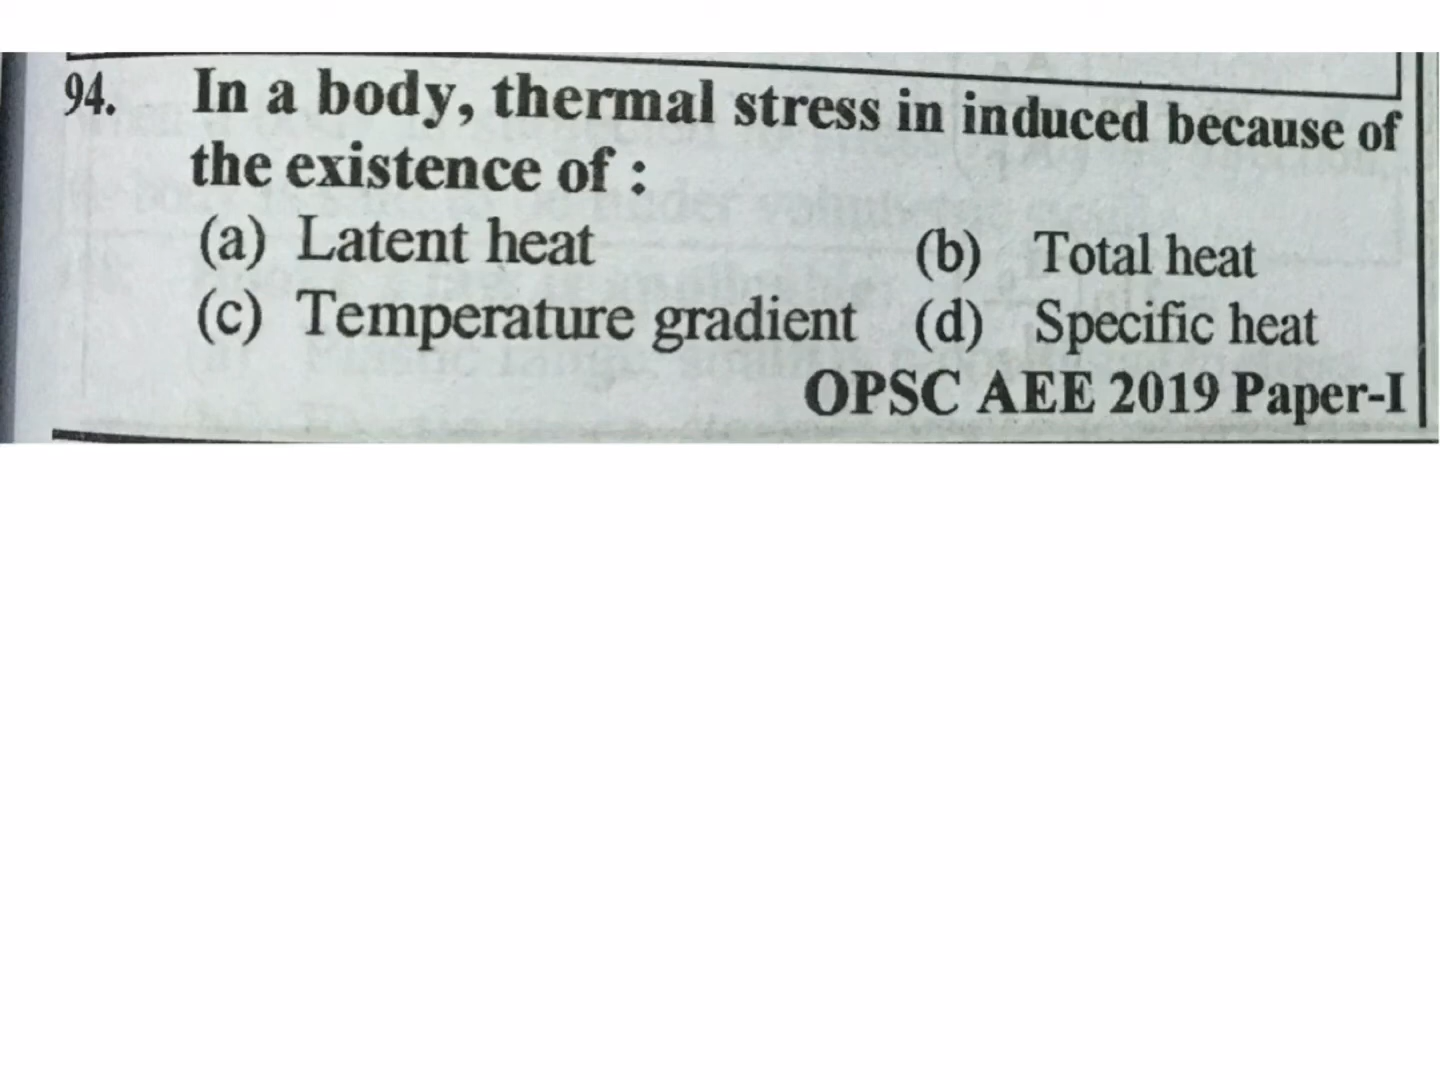 94. In a body, thermal stress in induced because of
the existence of :
(a) Latent heat (b) Total heat
(c) Temperature gradient (d) Specific heat
OPSC AEE 2019 Paper-I